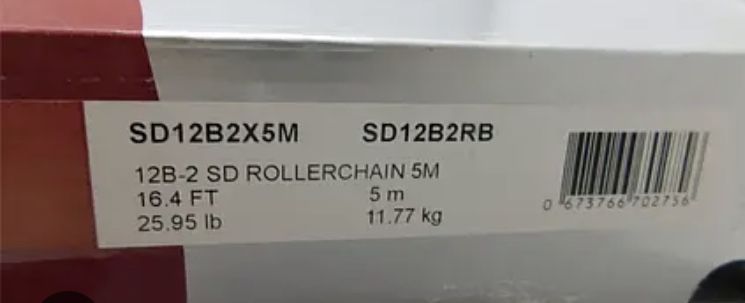 SD12B2X5M SD12B2RB
12B-2 SD ROLLERCHAIN 5M
16.4 FT 5 m
25.95 lb 11.77 kg
0 673766 702756